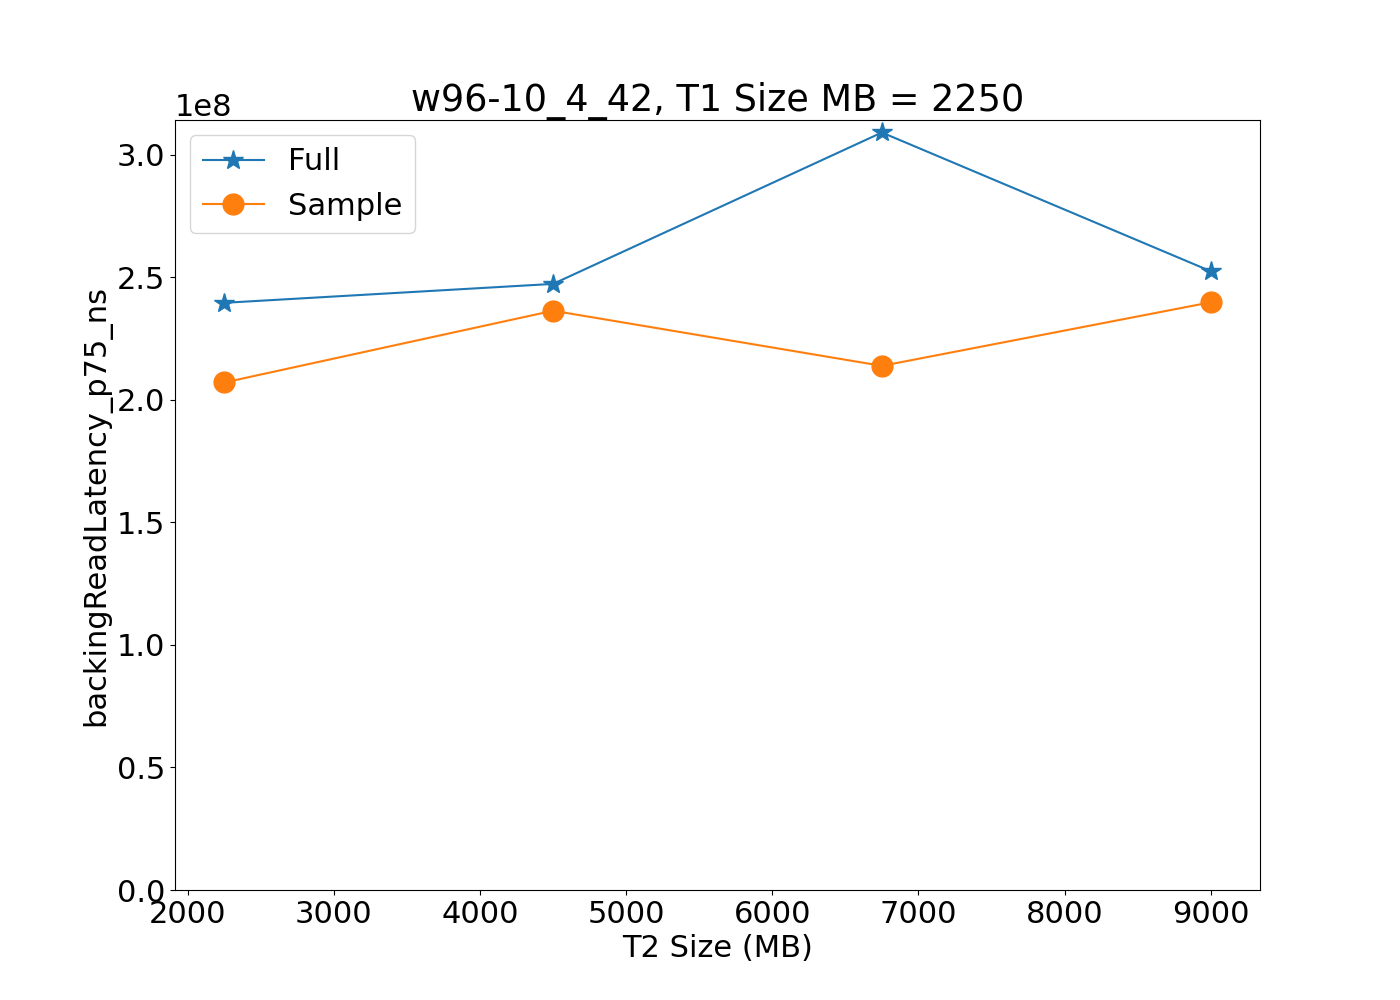 w96-10_4_42, T1 Size MB = 2250
1e8
Full
Sample
3.0
2.5
2.0
1.5
1.0
0.5
0.0
backingReadLatency_p75_ns
2000 3000 4000 5000 6000 7000 8000 9000
T2 Size (MB)